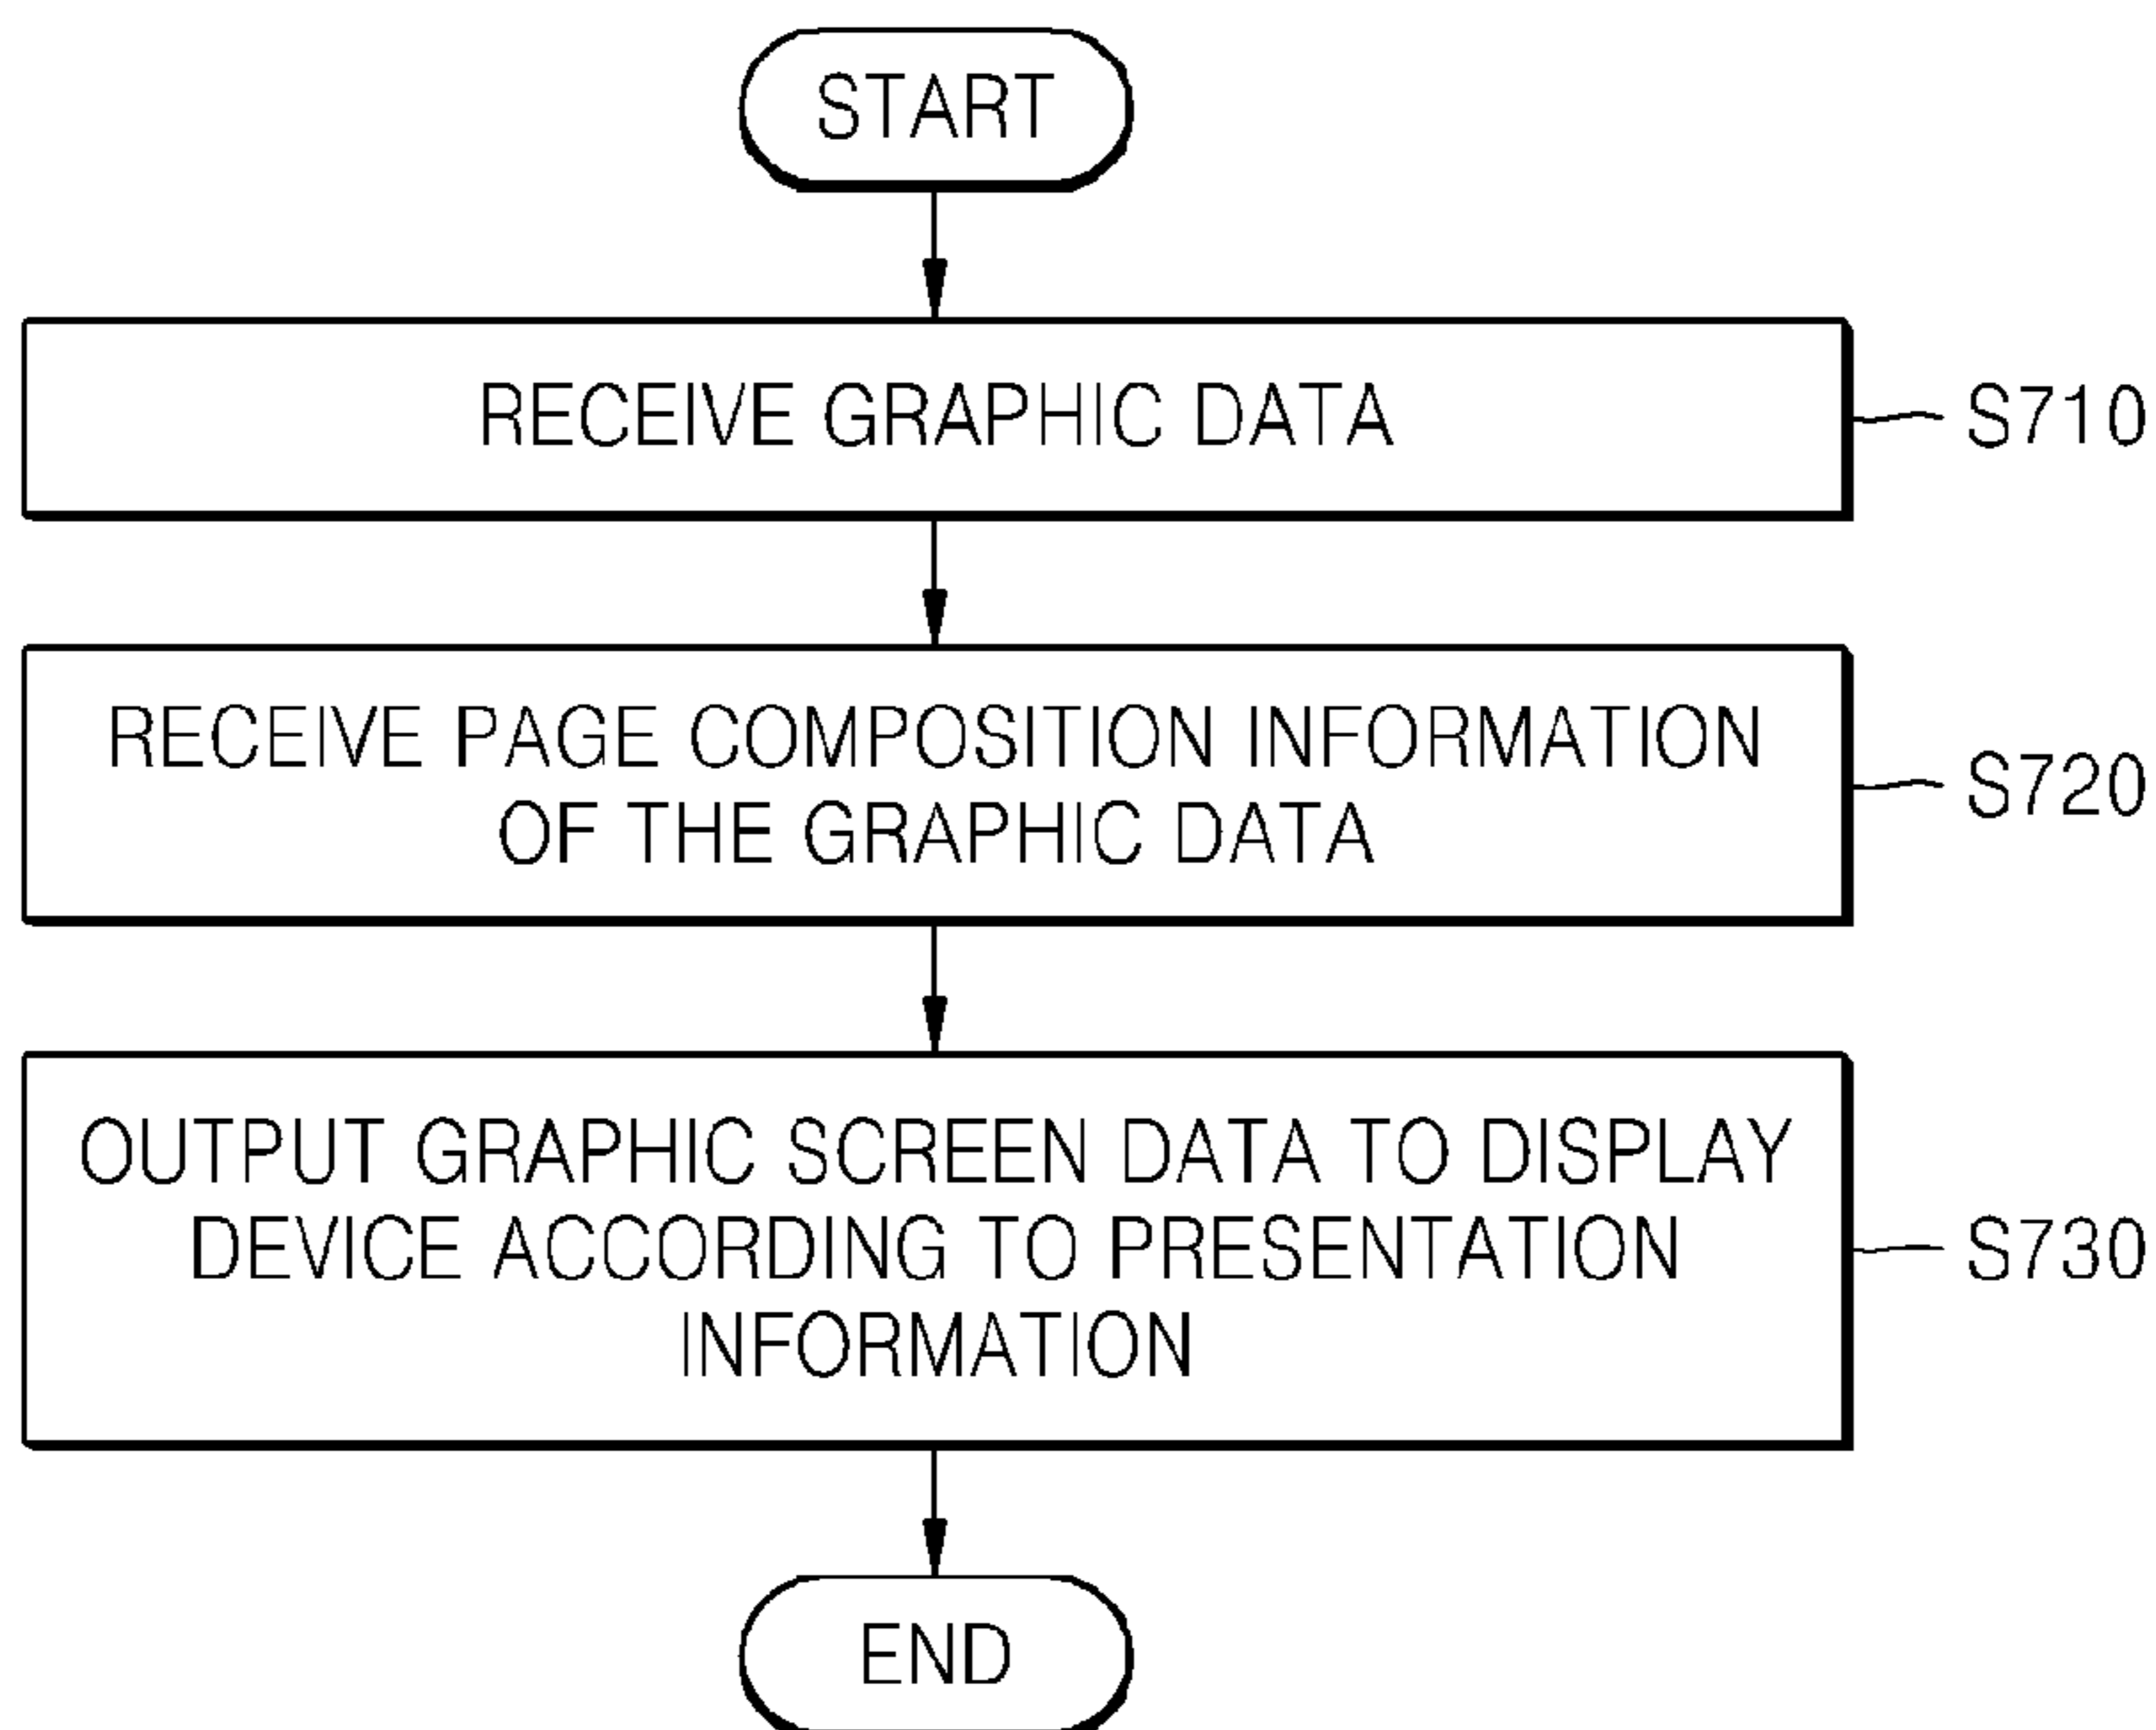 START
RECEIVE GRAPHIC DATA
S710
RECEIVE PAGE COMPOSITION INFORMATION
OF THE GRAPHIC DATA
S720
OUTPUT GRAPHIC SCREEN DATA TO DISPLAY
DEVICE ACCORDING TO PRESENTATION
INFORMATION
S730
END